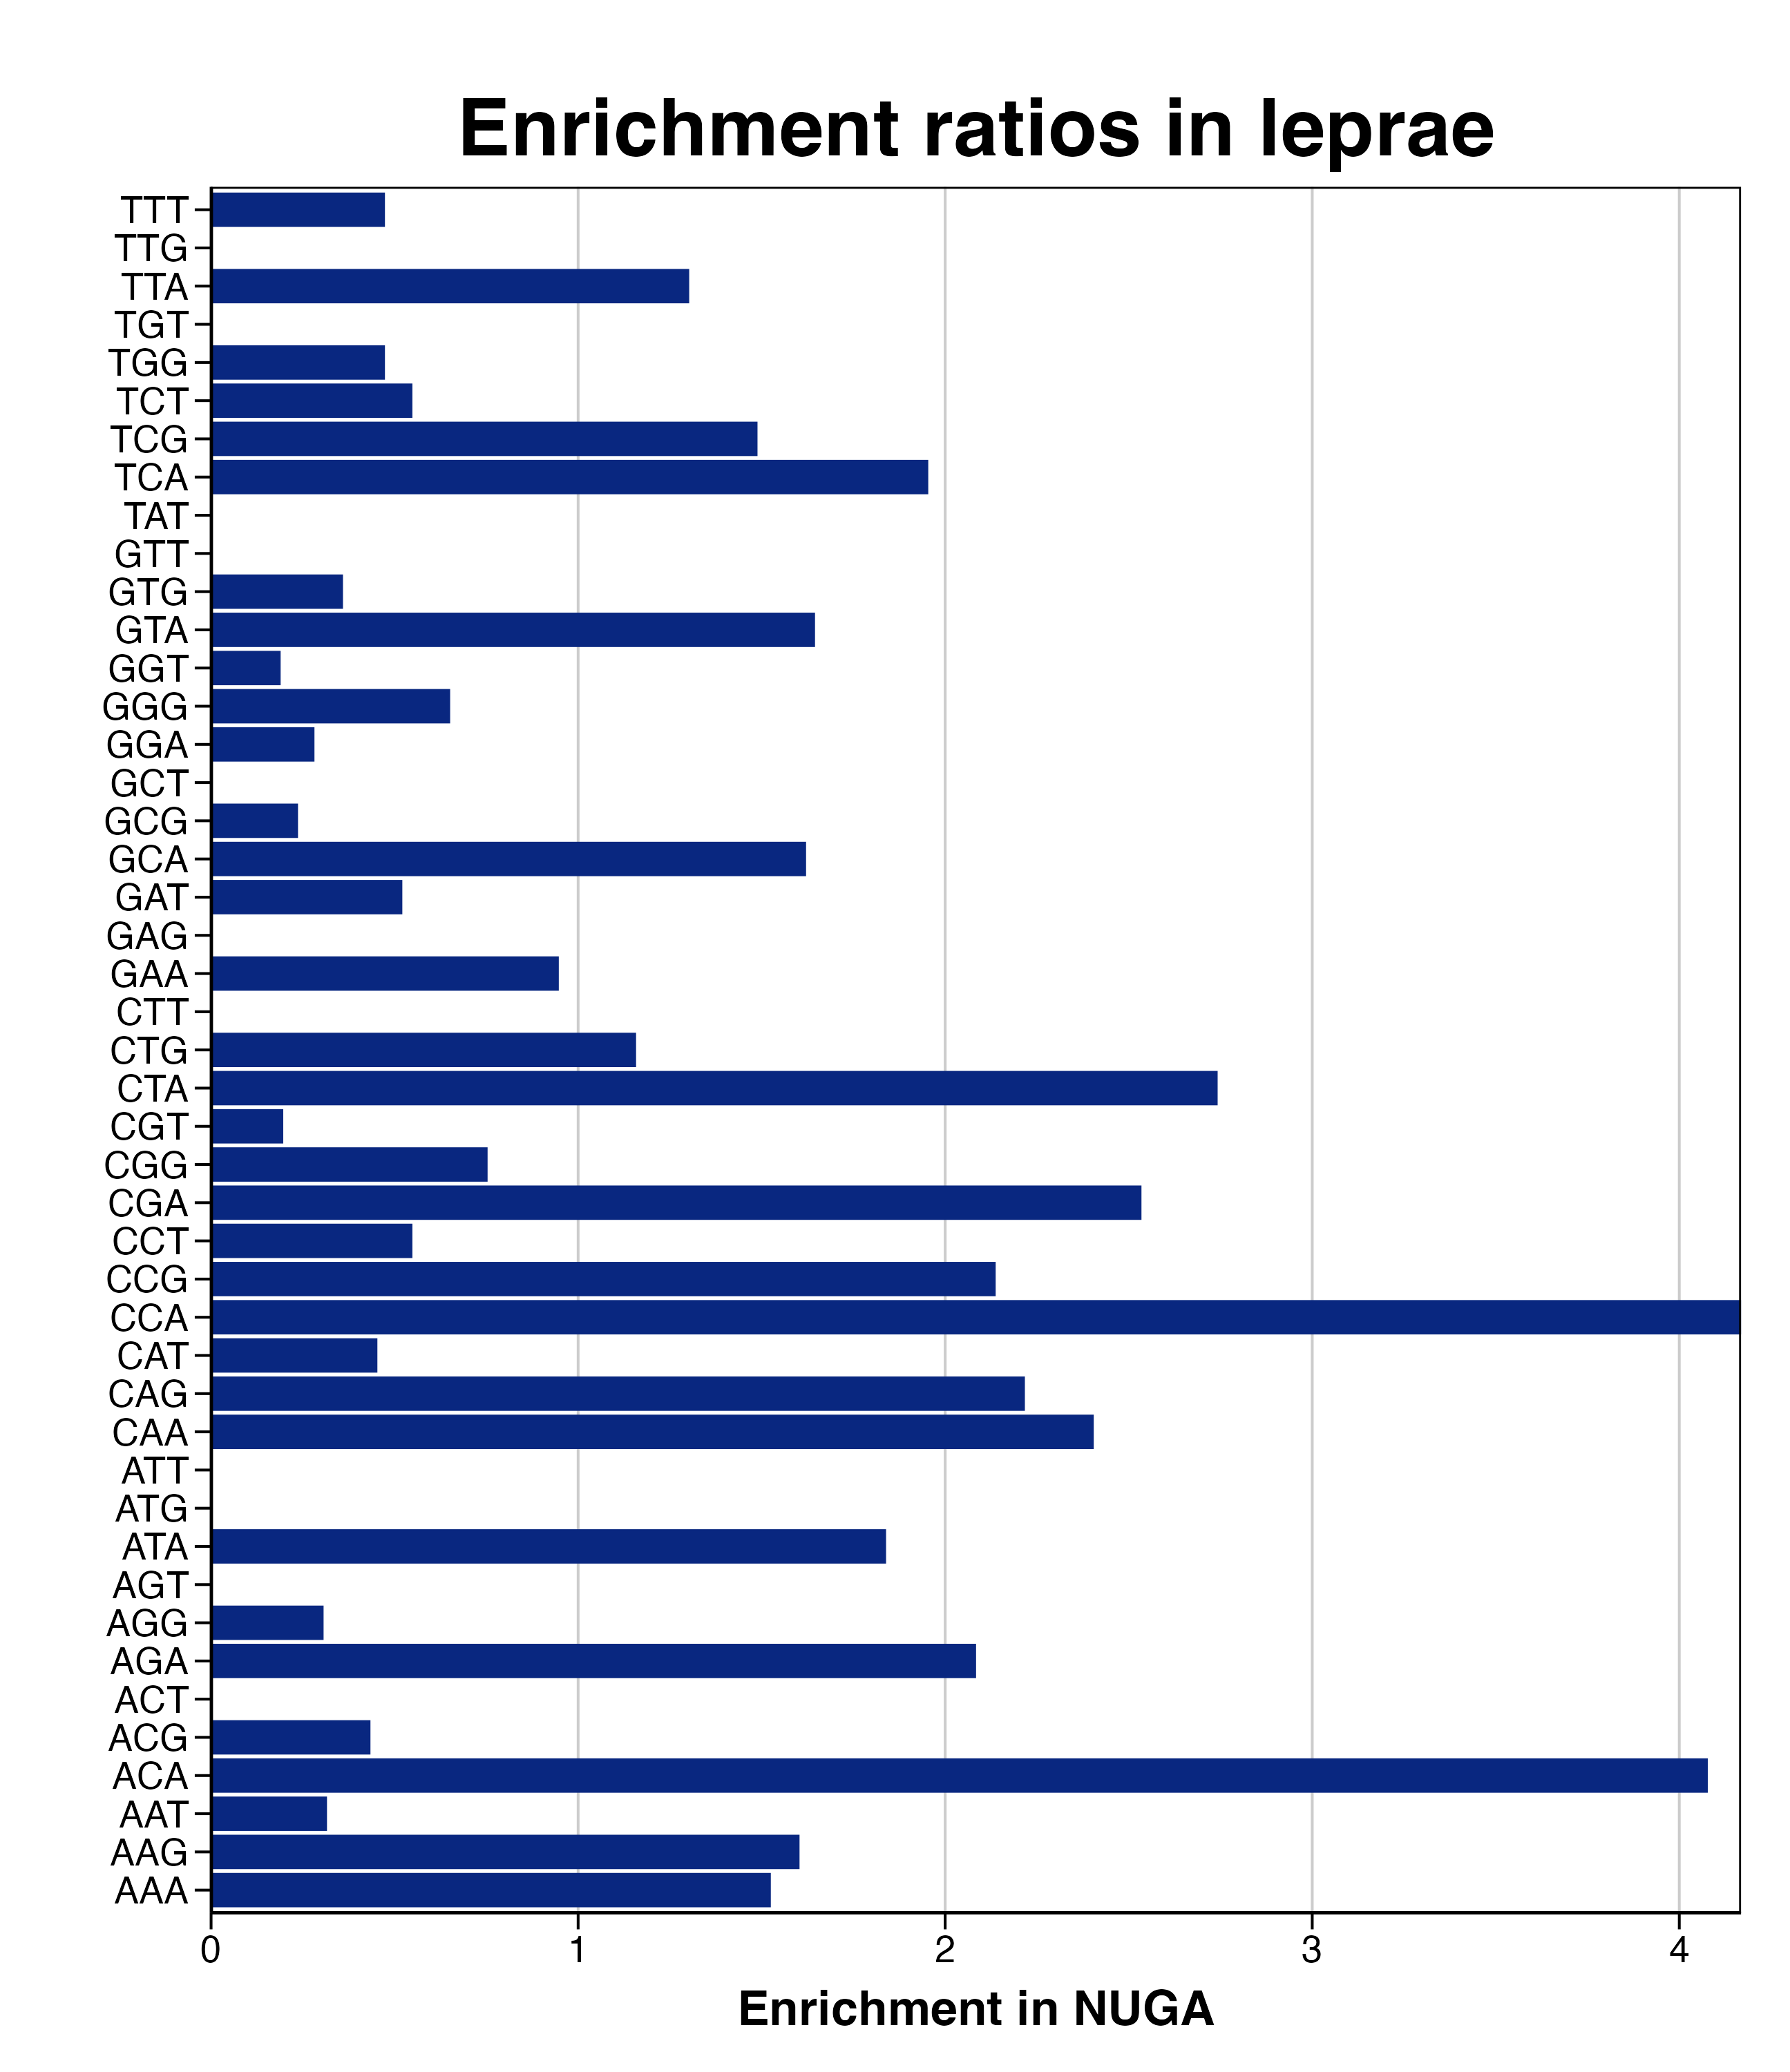 Enrichment ratios in leprae
TTT
TTG
TTA
TGT
TGG
TCT
TCG
TCA
TAT
GTT
GTG
GTA
GGT
GGG
GGA
GCT
GCG
GCA
GAT
GAG
GAA
CTT
CTG
CTA
CGT
CGG
CGA
CCT
CCG
CCA
CAT
CAG
CAA
ATT
ATG
ATA
AGT
AGG
AGA
ACT
ACG
ACA
AAT
AAG
AAA
0 1 2 3 4
Enrichment in NUGA